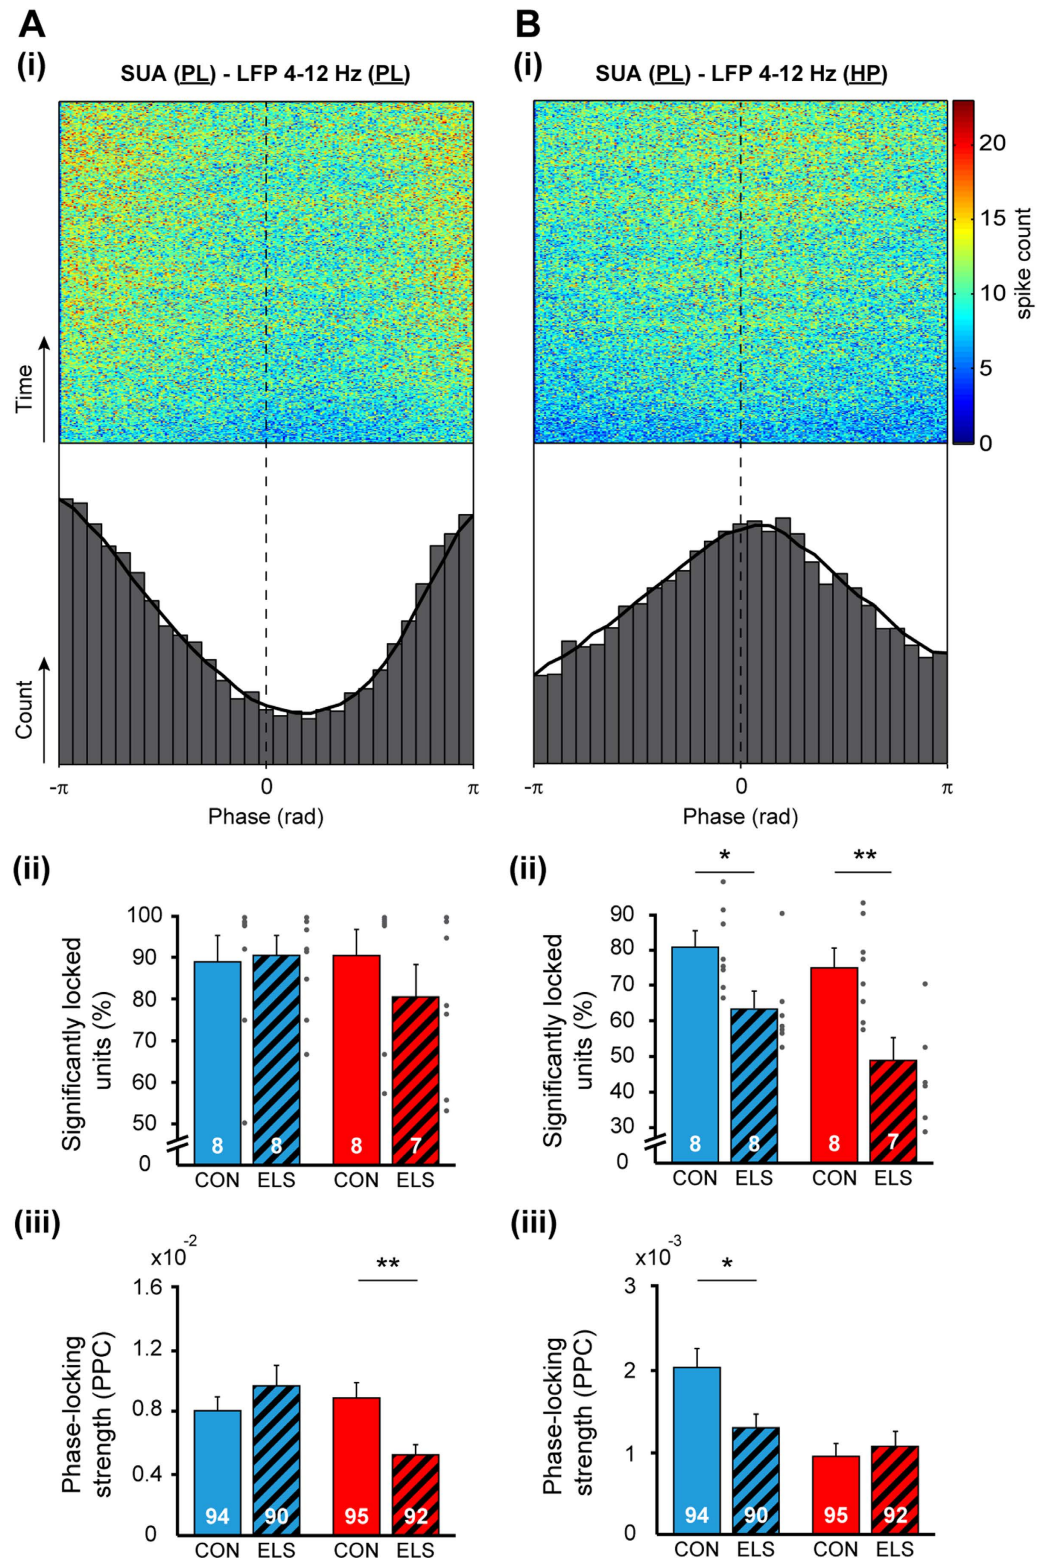 A
B
(i)
(i)
SUA (PL) - LFP 4-12 Hz (PL)
SUA (PL) - LFP 4-12 Hz (HP)
20
15
10
5
0
spike count
Time
Count
-π
0
π
-π
0
π
Phase (rad)
Phase (rad)
(ii)
(ii)
Significantly locked
units (%)
100
90
80
70
60
50
0
8
8
8
7
CON
ELS
CON
ELS
*
**
Significantly locked
units (%)
90
80
70
60
50
40
30
0
8
8
8
7
CON
ELS
CON
ELS
(iii)
(iii)
x10-2
**
Phase-locking
strength (PPC)
1.6
1.2
0.8
0.4
0
94
90
95
92
CON
ELS
CON
ELS
x10-3
*
Phase-locking
strength (PPC)
3
2
1
0
94
90
95
92
CON
ELS
CON
ELS